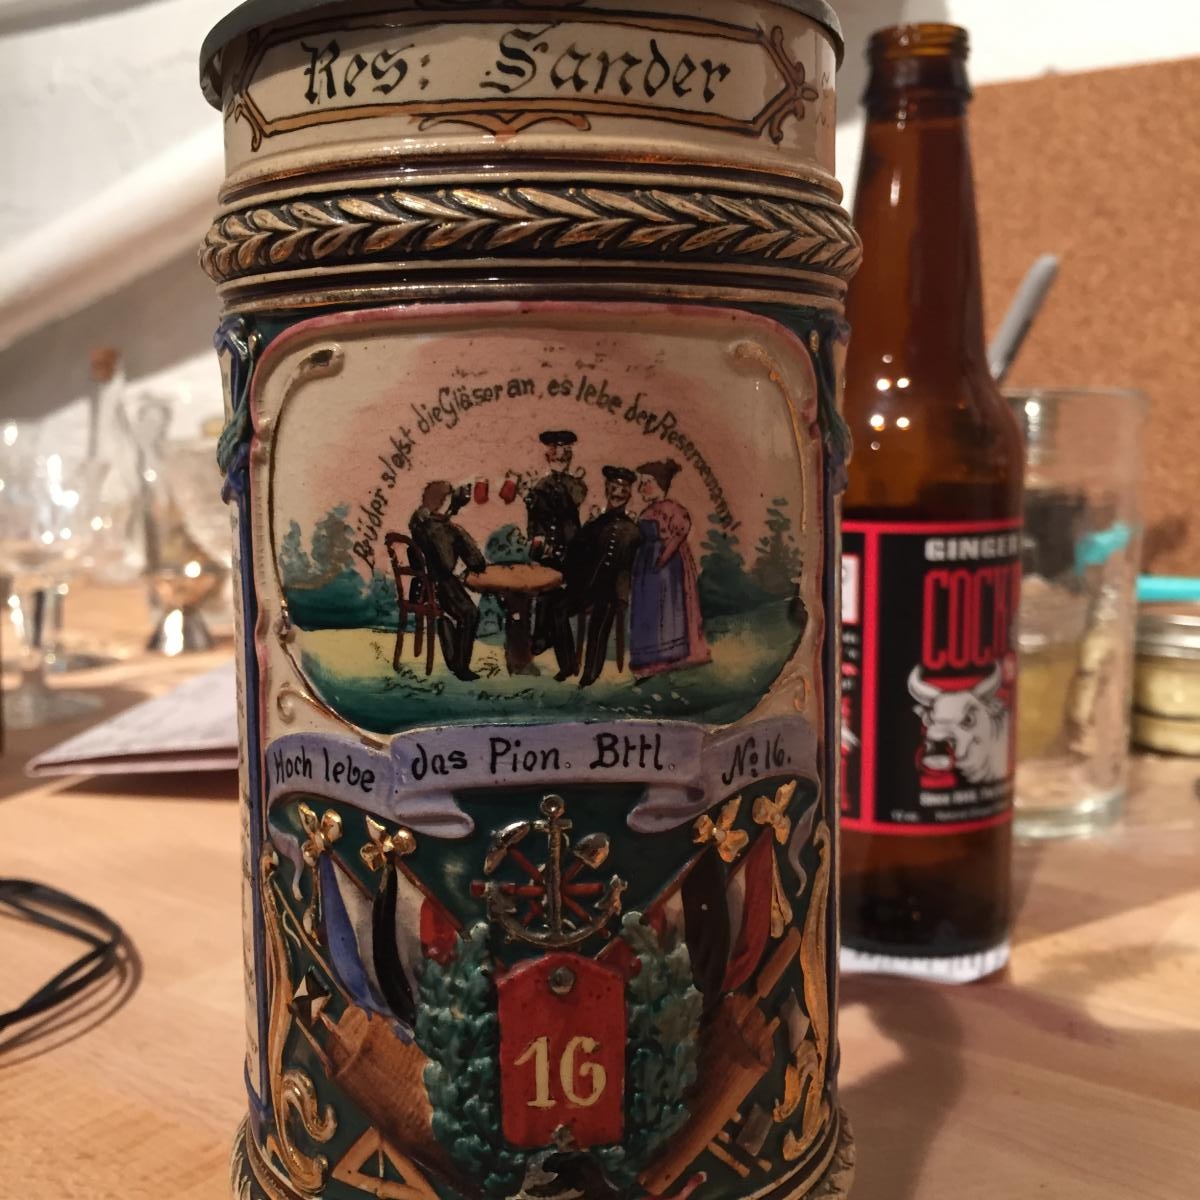 Res: Sander
Brüder stosst die Gläser an, es lebe der Reservemann!
Hoch lebe das Pion. Bttl. No 16.
16
GINGER
COCK